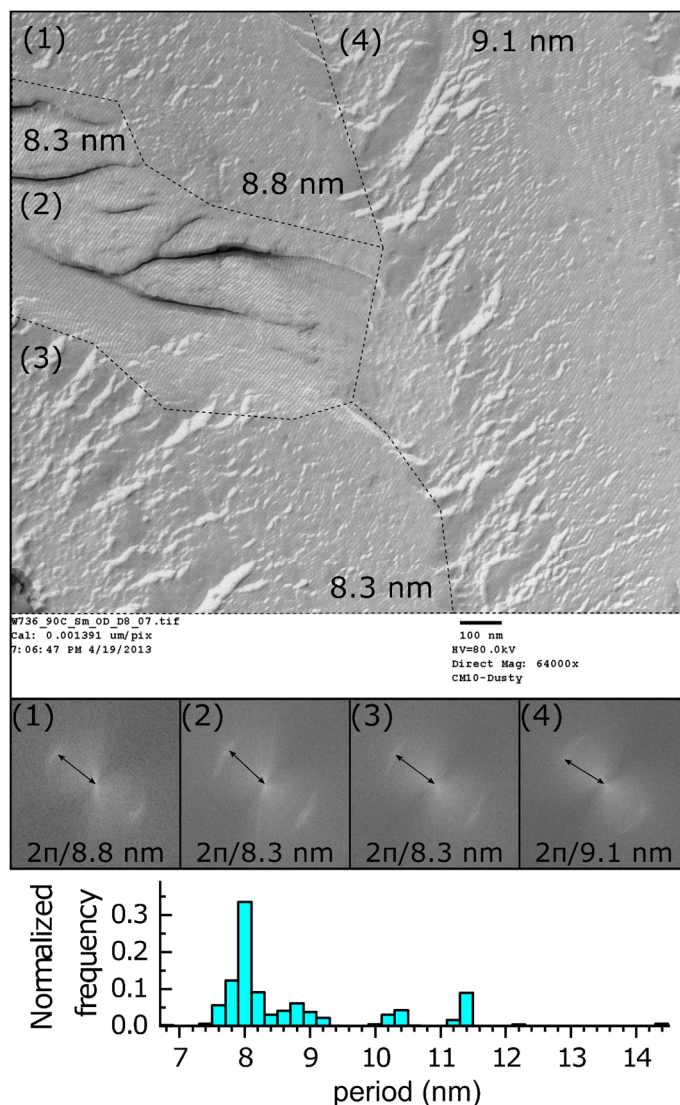 (1)
(4)
9.1 nm
8.3 nm
8.8 nm
(2)
(3)
8.3 nm
W736_90C_Sm_OD_D8_07.tif
Cal: 0.001391 um/pix
7:06:47 PM 4/19/2013
100 nm
HV=80.0kV
Direct Mag: 64000x
CM10-Dusty
(1)
(2)
(3)
(4)
2π/8.8 nm
2π/8.3 nm
2π/8.3 nm
2π/9.1 nm
Normalized
frequency
0.3
0.2
0.1
0.0
7 8 9 10 11 12 13 14
period (nm)